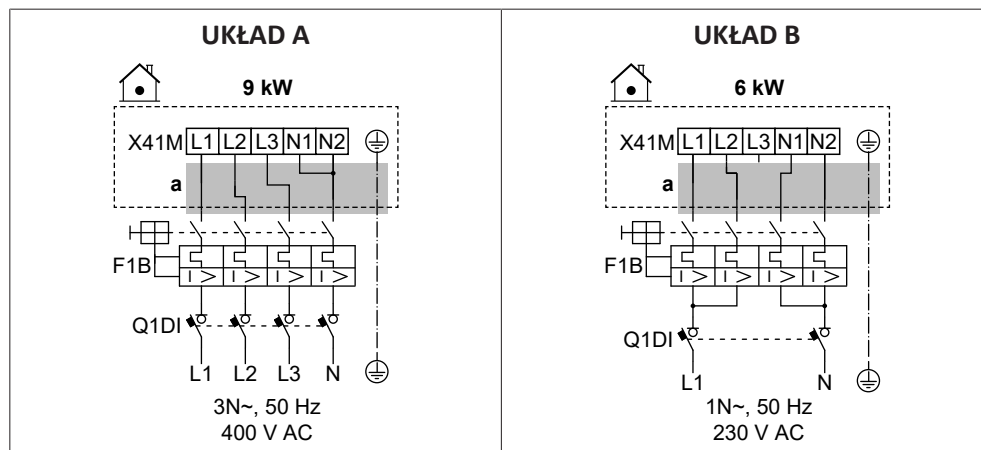 UKŁAD A
9 kW
X41M L1 L2 L3 N1 N2
a
F1B
I > I > I > I >
Q1DI
L1 L2 L3 N
3N~, 50 Hz
400 V AC
UKŁAD B
6 kW
X41M L1 L2 L3 N1 N2
a
F1B
I > I > I > I >
Q1DI
L1 N
1N~, 50 Hz
230 V AC